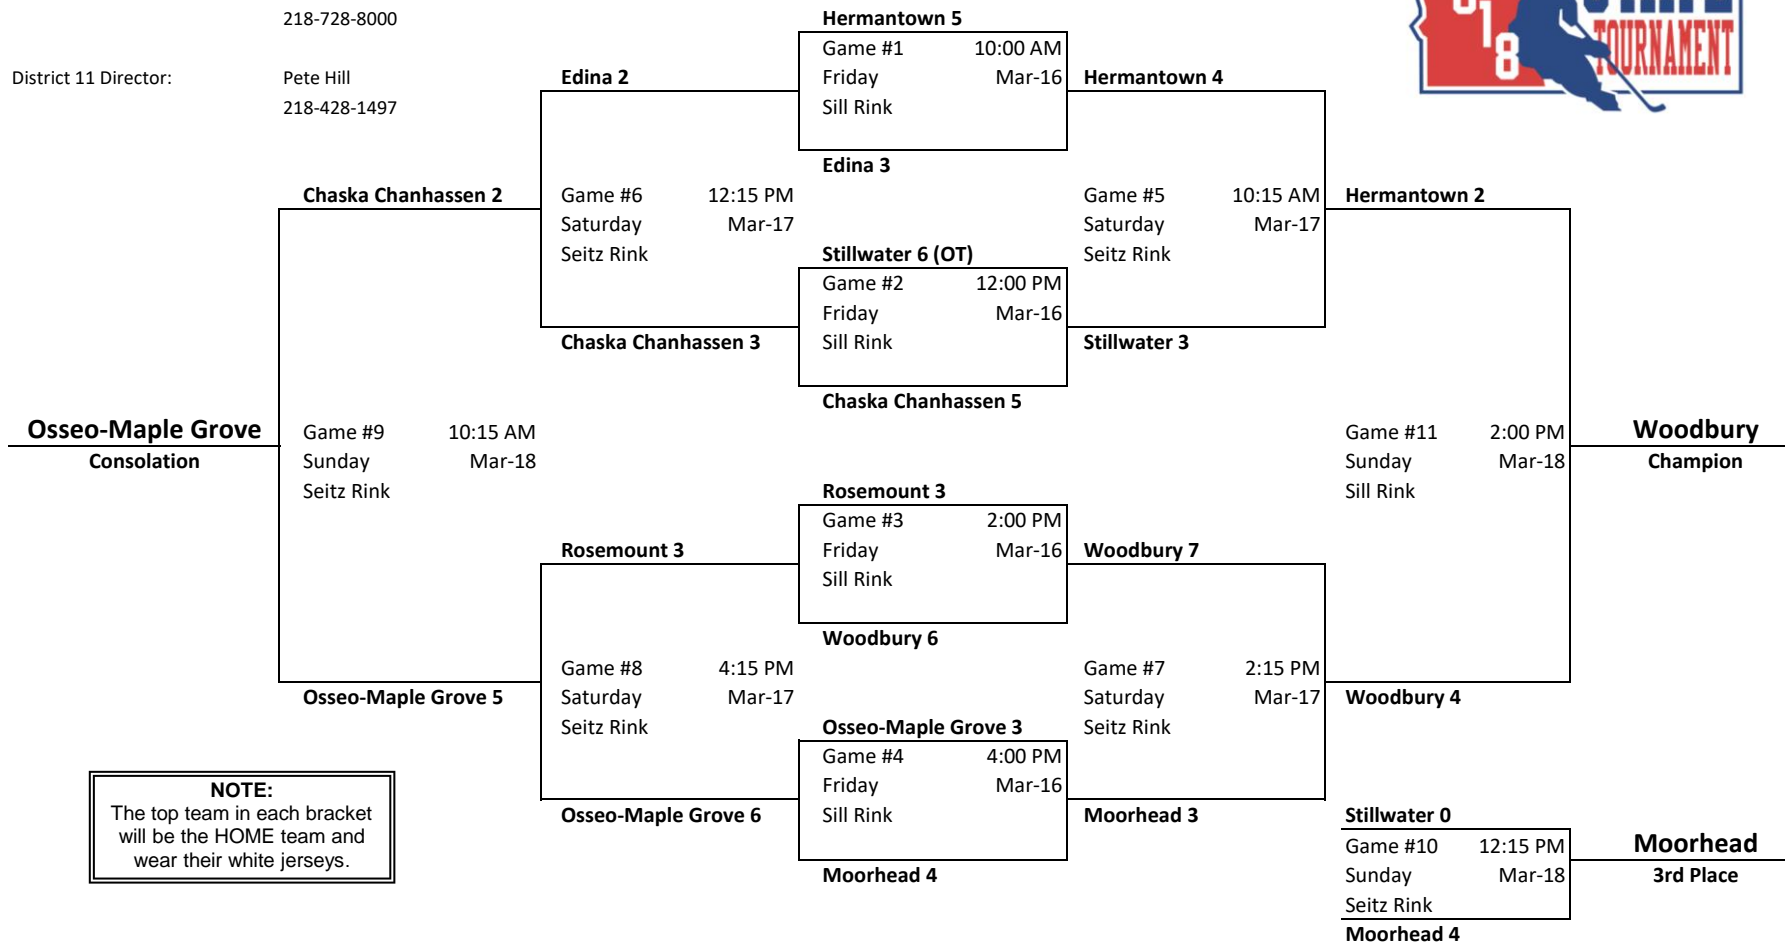 218-728-8000
District 11 Director: Pete Hill
218-428-1497
TOURNAMENT
18
Hermantown 5
Game #1 10:00 AM
Friday Mar-16
Sill Rink
Edina 3
Edina 2
Hermantown 4
Chaska Chanhassen 2
Game #6 12:15 PM
Saturday Mar-17
Seitz Rink
Game #5 10:15 AM
Saturday Mar-17
Seitz Rink
Hermantown 2
Stillwater 6 (OT)
Game #2 12:00 PM
Friday Mar-16
Sill Rink
Chaska Chanhassen 5
Chaska Chanhassen 3
Stillwater 3
Osseo-Maple Grove
Consolation
Game #9 10:15 AM
Sunday Mar-18
Seitz Rink
Game #11 2:00 PM
Sunday Mar-18
Sill Rink
Woodbury
Champion
Rosemount 3
Game #3 2:00 PM
Friday Mar-16
Sill Rink
Woodbury 6
Rosemount 3
Woodbury 7
Game #8 4:15 PM
Saturday Mar-17
Seitz Rink
Game #7 2:15 PM
Saturday Mar-17
Seitz Rink
Osseo-Maple Grove 5
Woodbury 4
Osseo-Maple Grove 3
Game #4 4:00 PM
Friday Mar-16
Sill Rink
Moorhead 4
Osseo-Maple Grove 6
Moorhead 3
NOTE:
The top team in each bracket
will be the HOME team and
wear their white jerseys.
Stillwater 0
Game #10 12:15 PM
Sunday Mar-18
Seitz Rink
Moorhead 4
Moorhead
3rd Place